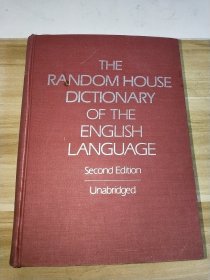 THE
RANDOM HOUSE
DICTIONARY
OF THE
ENGLISH
LANGUAGE
Second Edition
Unabridged